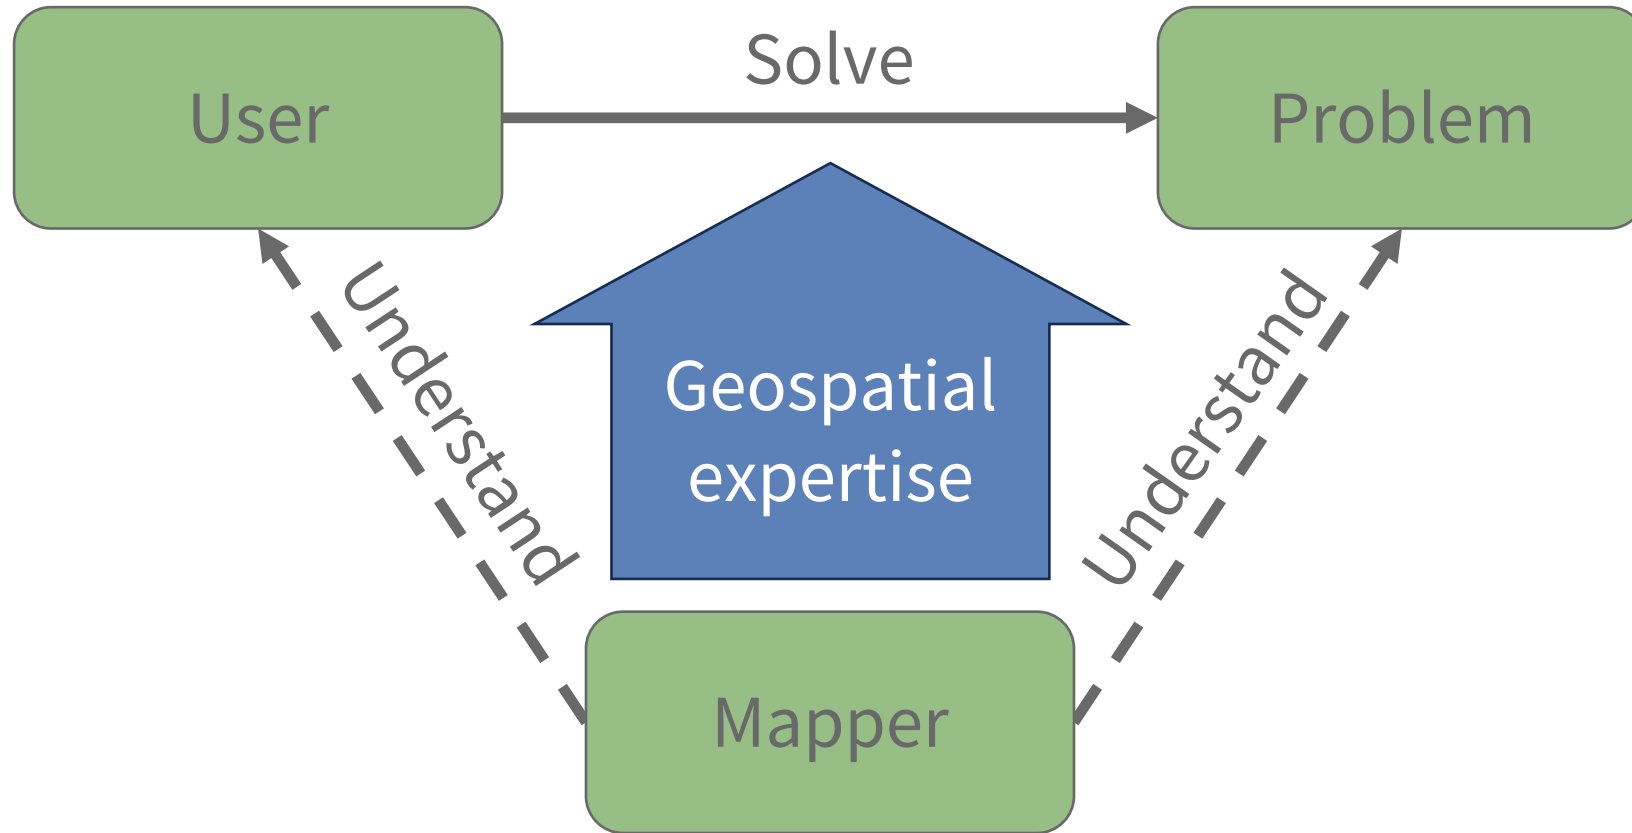 User
Solve
Problem
Understand
Geospatial
expertise
Understand
Mapper